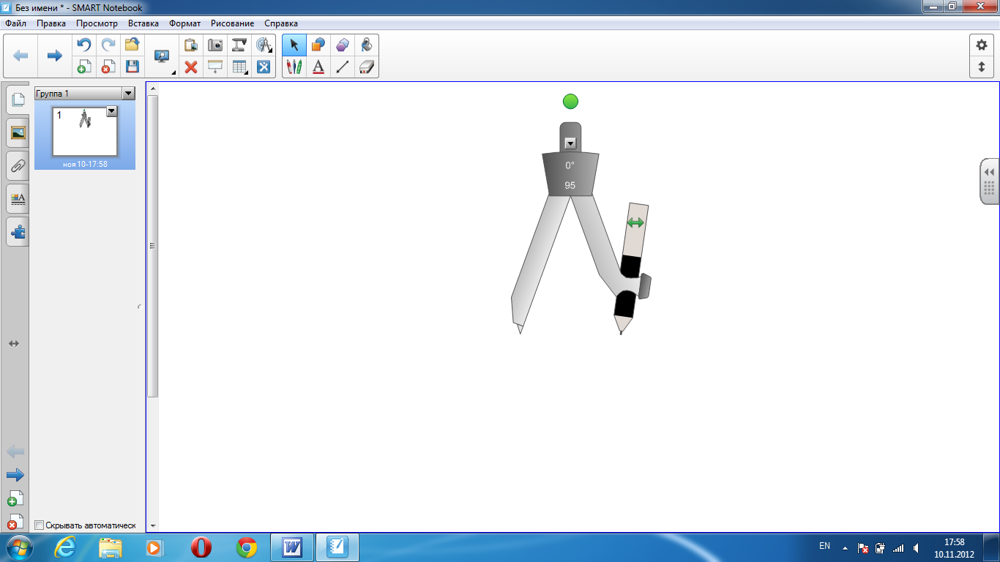 Без имени * - SMART Notebook
Файл Правка Просмотр Вставка Формат Рисование Справка
Группа 1
1
ноя 10-17:58
0°
95
Скрывать автоматическ
EN
17:58
10.11.2012